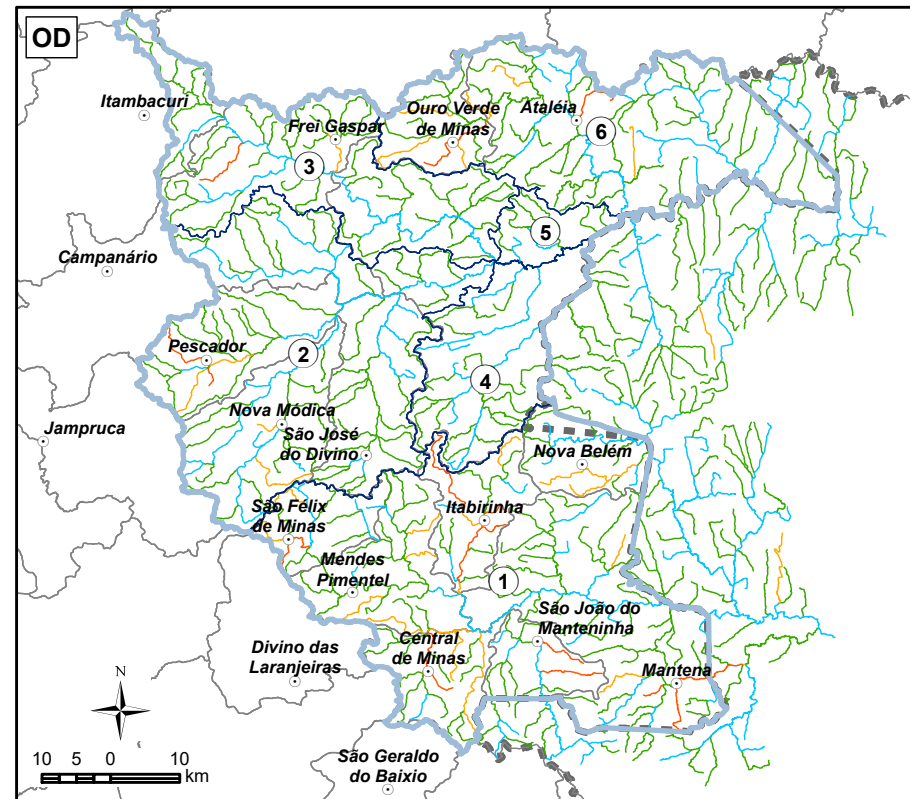 OD
Itambacuri
Frei Gaspar
Ouro Verde
de Minas
Ataléia
6
3
5
Campanário
Pescador
2
4
Nova Módica
São José
do Divino
Jampruca
Nova Belém
São Félix
de Minas
Itabirinha
Mendes
Pimentel
1
São João do
Manteninha
Divino das
Laranjeiras
Central
de Minas
Mantena
N
São Geraldo
do Baixio
10 5 0 10
km